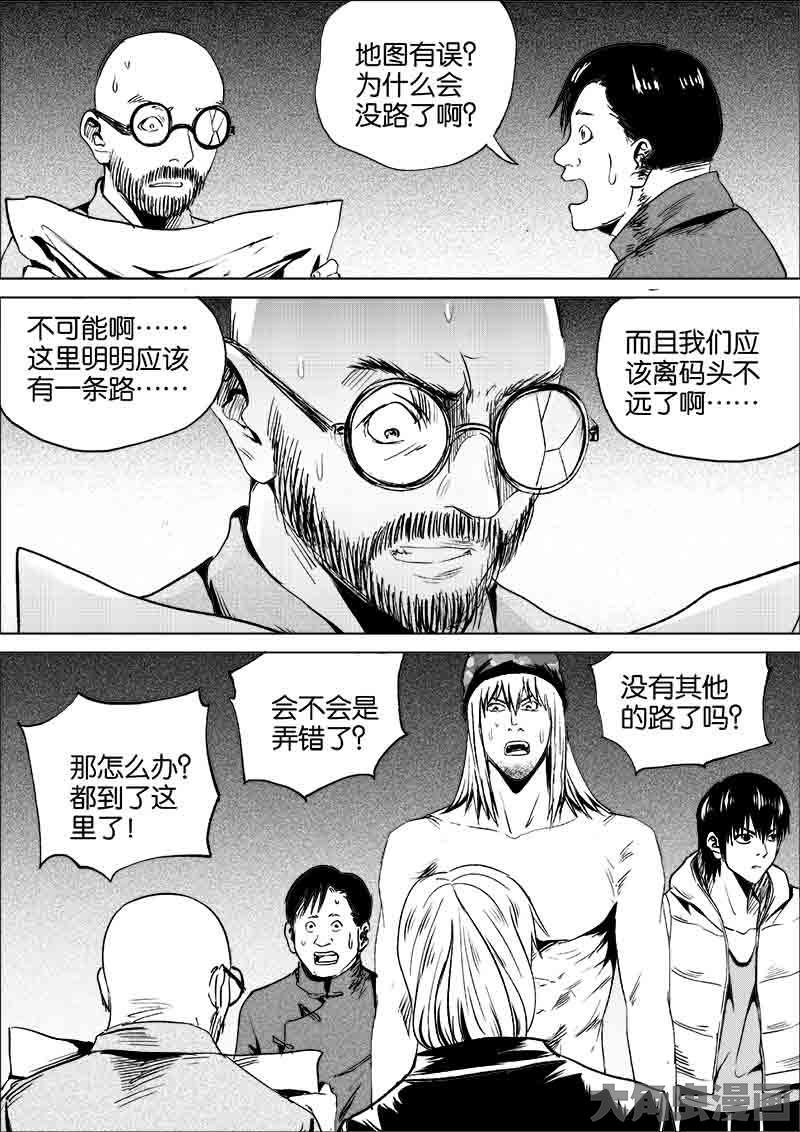 地图有误?
为什么会
没路了啊?
不可能啊······
这里明明应该
有一条路······
而且我们应
该离码头不
远了啊······
那怎么办?
都到了这
里了!
会不会是
弄错了?
没有其他
的路了吗?
大角虫漫画